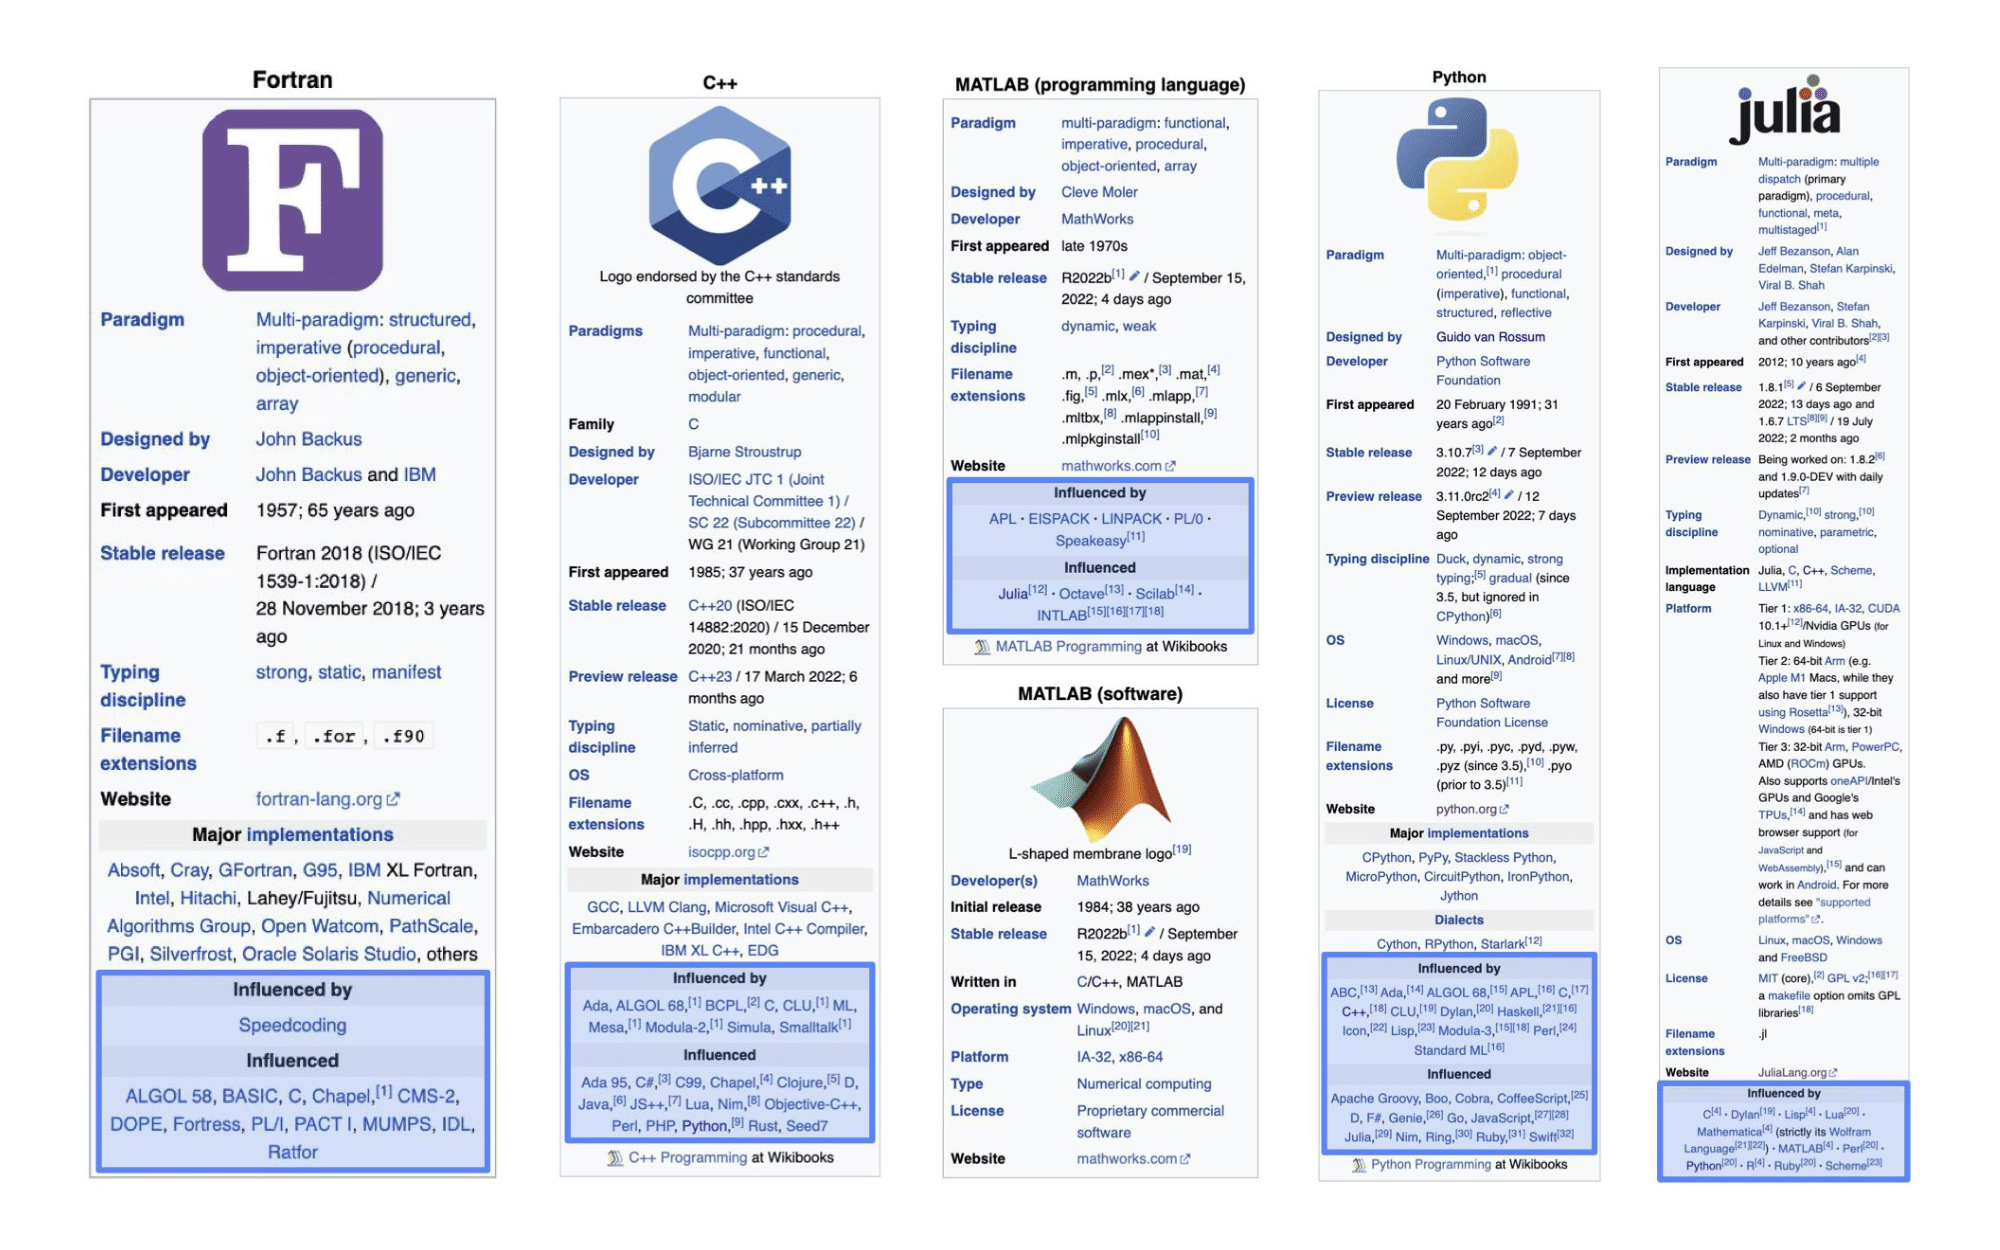 Fortran
F
Paradigm Multi-paradigm: structured,
imperative (procedural,
object-oriented), generic,
array
Designed by John Backus
Developer John Backus and IBM
First appeared 1957; 65 years ago
Stable release Fortran 2018 (ISO/IEC
1539-1:2018) /
28 November 2018; 3 years
ago
Typing strong, static, manifest
discipline
Filename .f , .for , .f90
extensions
Website fortran-lang.org
Major implementations
Absoft, Cray, GFortran, G95, IBM XL Fortran,
Intel, Hitachi, Lahey/Fujitsu, Numerical
Algorithms Group, Open Watcom, PathScale,
PGI, Silverfrost, Oracle Solaris Studio, others
Influenced by
Speedcoding
Influenced
ALGOL 58, BASIC, C, Chapel,[1] CMS-2,
DOPE, Fortress, PL/I, PACT I, MUMPS, IDL,
Ratfor
C++
C++
Logo endorsed by the C++ standards
committee
Paradigms Multi-paradigm: procedural,
imperative, functional,
object-oriented, generic,
modular
Family C
Designed by Bjarne Stroustrup
Developer ISO/IEC JTC 1 (Joint
Technical Committee 1) /
SC 22 (Subcommittee 22) /
WG 21 (Working Group 21)
First appeared 1985; 37 years ago
Stable release C++20 (ISO/IEC
14882:2020) / 15 December
2020; 21 months ago
Preview release C++23 / 17 March 2022; 6
months ago
Typing Static, nominative, partially
discipline inferred
OS Cross-platform
Filename .C, .cc, .cpp, .cxx, .c++, .h,
extensions .H, .hh, .hpp, .hxx, .h++
Website isocpp.org
Major implementations
GCC, LLVM Clang, Microsoft Visual C++,
Embarcadero C++Builder, Intel C++ Compiler,
IBM XL C++, EDG
Influenced by
Ada, ALGOL 68,[1] BCPL,[2] C, CLU,[1] ML,
Mesa,[1] Modula-2,[1] Simula, Smalltalk[1]
Influenced
Ada 95, C#,[3] C99, Chapel,[4] Clojure,[5] D,
Java,[6] JS++,[7] Lua, Nim,[8] Objective-C++,
Perl, PHP, Python,[9] Rust, Seed7
C++ Programming at Wikibooks
MATLAB (programming language)
Paradigm multi-paradigm: functional,
imperative, procedural,
object-oriented, array
Designed by Cleve Moler
Developer MathWorks
First appeared late 1970s
Stable release R2022b[1] / September 15,
2022; 4 days ago
Typing dynamic, weak
discipline
Filename .m, .p,[2] .mex*,[3] .mat,[4]
extensions .fig,[5] .mlx,[6] .mlapp,[7]
.mltbx,[8] .mlappinstall,[9]
.mlpkginstall[10]
Website mathworks.com
Influenced by
APL · EISPACK · LINPACK · PL/0 ·
Speakeasy[11]
Influenced
Julia[12] · Octave[13] · Scilab[14] ·
INTLAB[15][16][17][18]
MATLAB Programming at Wikibooks
MATLAB (software)
L-shaped membrane logo[19]
Developer(s) MathWorks
Initial release 1984; 38 years ago
Stable release R2022b[1] / September
15, 2022; 4 days ago
Written in C/C++, MATLAB
Operating system Windows, macOS, and
Linux[20][21]
Platform IA-32, x86-64
Type Numerical computing
License Proprietary commercial
software
Website mathworks.com
Python
Paradigm Multi-paradigm: object-
oriented,[1] procedural
(imperative), functional,
structured, reflective
Designed by Guido van Rossum
Developer Python Software
Foundation
First appeared 20 February 1991; 31
years ago[2]
Stable release 3.10.7[3] / 7 September
2022; 12 days ago
Preview release 3.11.0rc2[4] / 12
September 2022; 7 days
ago
Typing discipline Duck, dynamic, strong
typing;[5] gradual (since
3.5, but ignored in
CPython)[6]
OS Windows, macOS,
Linux/UNIX, Android[7][8]
and more[9]
License Python Software
Foundation License
Filename .py, .pyi, .pyc, .pyd, .pyw,
extensions .pyz (since 3.5),[10] .pyo
(prior to 3.5)[11]
Website python.org
Major implementations
CPython, PyPy, Stackless Python,
MicroPython, CircuitPython, IronPython,
Jython
Dialects
Cython, RPython, Starlark[12]
Influenced by
ABC,[13] Ada,[14] ALGOL 68,[15] APL,[16] C,[17]
C++,[18] CLU,[19] Dylan,[20] Haskell,[21][16]
Icon,[22] Lisp,[23] Modula-3,[15][18] Perl,[24]
Standard ML[16]
Influenced
Apache Groovy, Boo, Cobra, CoffeeScript,[25]
D, F#, Genie,[26] Go, JavaScript,[27][28]
Julia,[29] Nim, Ring,[30] Ruby,[31] Swift[32]
Python Programming at Wikibooks
julia
Paradigm Multi-paradigm: multiple
dispatch (primary
paradigm), procedural,
functional, meta,
multistaged[1]
Designed by Jeff Bezanson, Alan
Edelman, Stefan Karpinski,
Viral B. Shah
Developer Jeff Bezanson, Stefan
Karpinski, Viral B. Shah,
and other contributors[2][3]
First appeared 2012; 10 years ago[4]
Stable release 1.8.1[5] / 6 September
2022; 13 days ago and
1.6.7 LTS[8][9] / 19 July
2022; 2 months ago
Preview release Being worked on: 1.8.2[6]
and 1.9.0-DEV with daily
updates[7]
Typing Dynamic,[10] strong,[10]
discipline nominative, parametric,
optional
Implementation Julia, C, C++, Scheme,
language LLVM[11]
Platform Tier 1: x86-64, IA-32, CUDA
10.1+[12]/Nvidia GPUs (for
Linux and Windows)
Tier 2: 64-bit Arm (e.g.
Apple M1 Macs, while they
also have tier 1 support
using Rosetta[13]), 32-bit
Windows (64-bit is tier 1)
Tier 3: 32-bit Arm, PowerPC,
AMD (ROCm) GPUs.
Also supports oneAPI/Intel's
GPUs and Google's
TPUs,[14] and has web
browser support (for
JavaScript and
WebAssembly),[15] and can
work in Android. For more
details see "supported
platforms".
OS Linux, macOS, Windows
and FreeBSD
License MIT (core),[2] GPL v2;[16][17]
a makefile option omits GPL
libraries[18]
Filename .jl
extensions
Website JuliaLang.org
Influenced by
C[4] · Dylan[19] · Lisp[4] · Lua[20] ·
Mathematica[4] (strictly its Wolfram
Language[21][22]) · MATLAB[4] · Perl[20] ·
Python[20] · R[4] · Ruby[20] · Scheme[23]